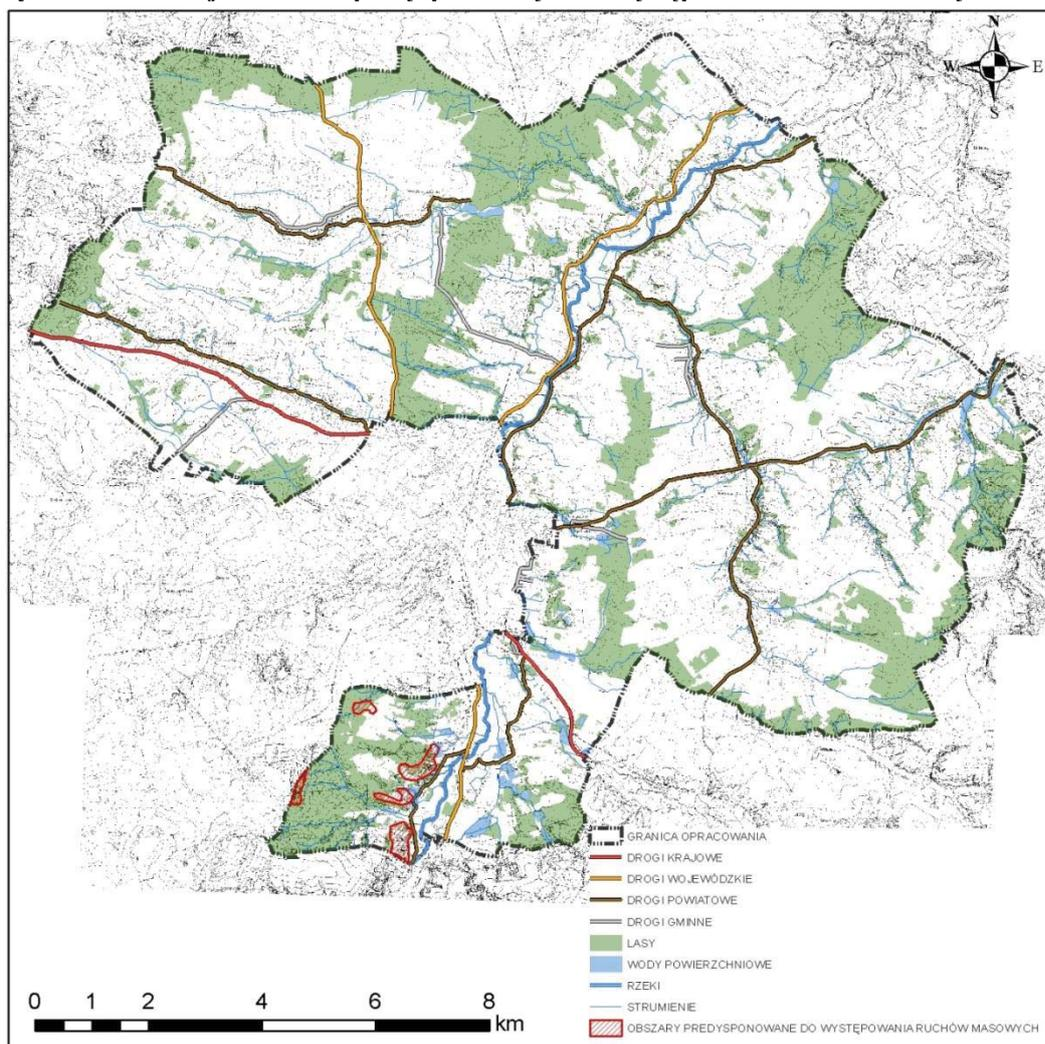 N
W E
S
GRANICA OPRACOWANIA
DROGI KRAJOWE
DROGI WOJEWÓDZKIE
DROGI POWIATOWE
DROGI GMINNE
LASY
WODY POWIERZCHNIOWE
RZEKI
STRUMIENIE
OBSZARY PREDYSPONOWANE DO WYSTĘPOWANIA RUCHÓW MASOWYCH
0 1 2 4 6 8
km